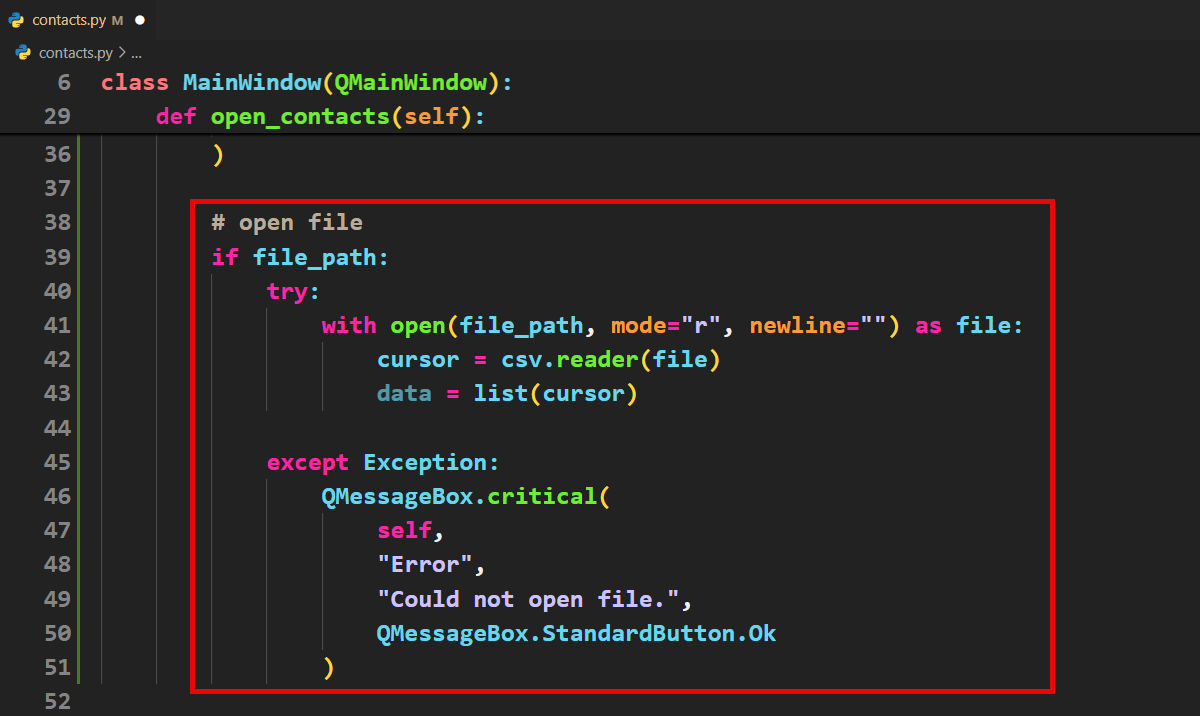 contacts.py M
contacts.py > ...
6 class MainWindow(QMainWindow):
29     def open_contacts(self):
36         )
37
38         # open file
39         if file_path:
40             try:
41                 with open(file_path, mode="r", newline="") as file:
42                     cursor = csv.reader(file)
43                     data = list(cursor)
44
45             except Exception:
46                 QMessageBox.critical(
47                     self,
48                     "Error",
49                     "Could not open file.",
50                     QMessageBox.StandardButton.Ok
51                 )
52